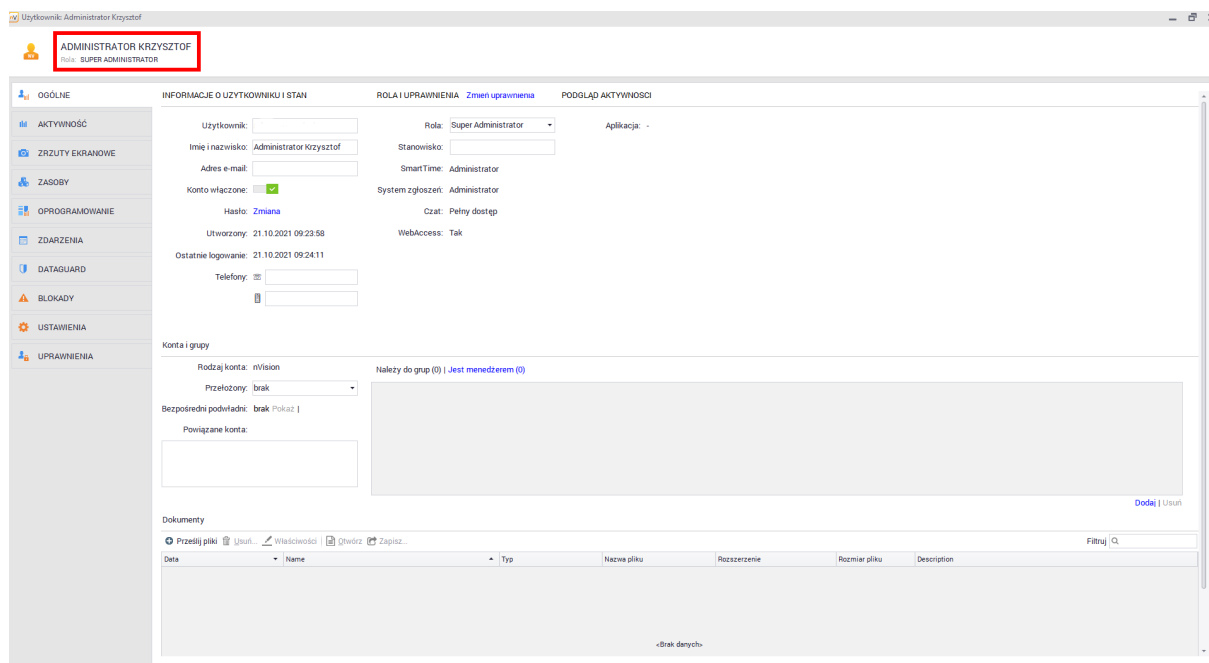 Użytkownik: Administrator Krzysztof
ADMINISTRATOR KRZYSZTOF
Rola: SUPER ADMINISTRATOR
OGÓLNE
AKTYWNOŚĆ
ZRZUTY EKRANOWE
ZASOBY
OPROGRAMOWANIE
ZDARZENIA
DATAGUARD
BLOKADY
USTAWIENIA
UPRAWNIENIA
INFORMACJE O UŻYTKOWNIKU I STAN
Użytkownik:
Imię i nazwisko: Administrator Krzysztof
Adres e-mail:
Konto włączone:
Hasło: Zmiana
Utworzony: 21.10.2021 09:23:58
Ostatnie logowanie: 21.10.2021 09:24:11
Telefony:
ROLA I UPRAWNIENIA Zmień uprawnienia
Rola: Super Administrator
Stanowisko:
SmartTime: Administrator
System zgłoszeń: Administrator
Czat: Pełny dostęp
WebAccess: Tak
PODGLĄD AKTYWNOŚCI
Aplikacja: -
Konta i grupy
Rodzaj konta: nVision
Przełożony: brak
Bezpośredni podwładni: brak Pokaż |
Powiązane konta:
Należy do grup (0) | Jest menedżerem (0)
Dodaj | Usuń
Dokumenty
Prześlij pliki Usuń... Właściwości Otwórz Zapisz...
Filtruj
Data Name Typ Nazwa pliku Rozszerzenie Rozmiar pliku Description
<Brak danych>